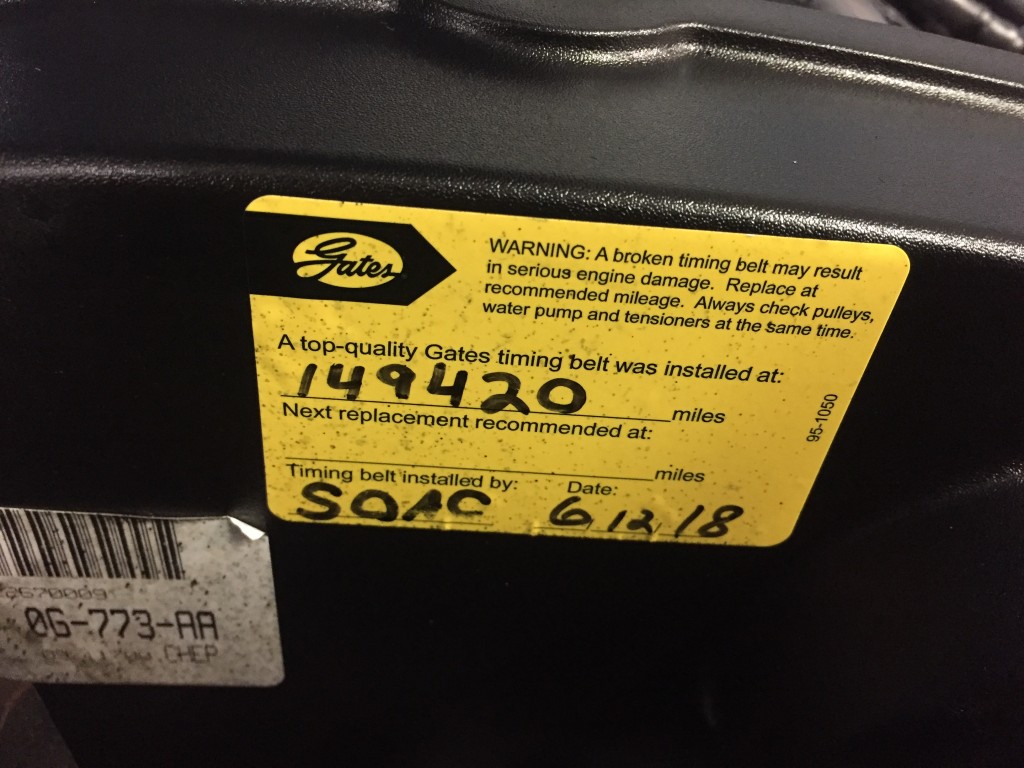 Gates
WARNING: A broken timing belt may result
in serious engine damage. Replace at
recommended mileage. Always check pulleys,
water pump and tensioners at the same time.
A top-quality Gates timing belt was installed at:
149420 miles
Next replacement recommended at:
miles
Timing belt installed by: Date:
SOAC 6/12/18
95-1050
0G-773-AA
CHEP